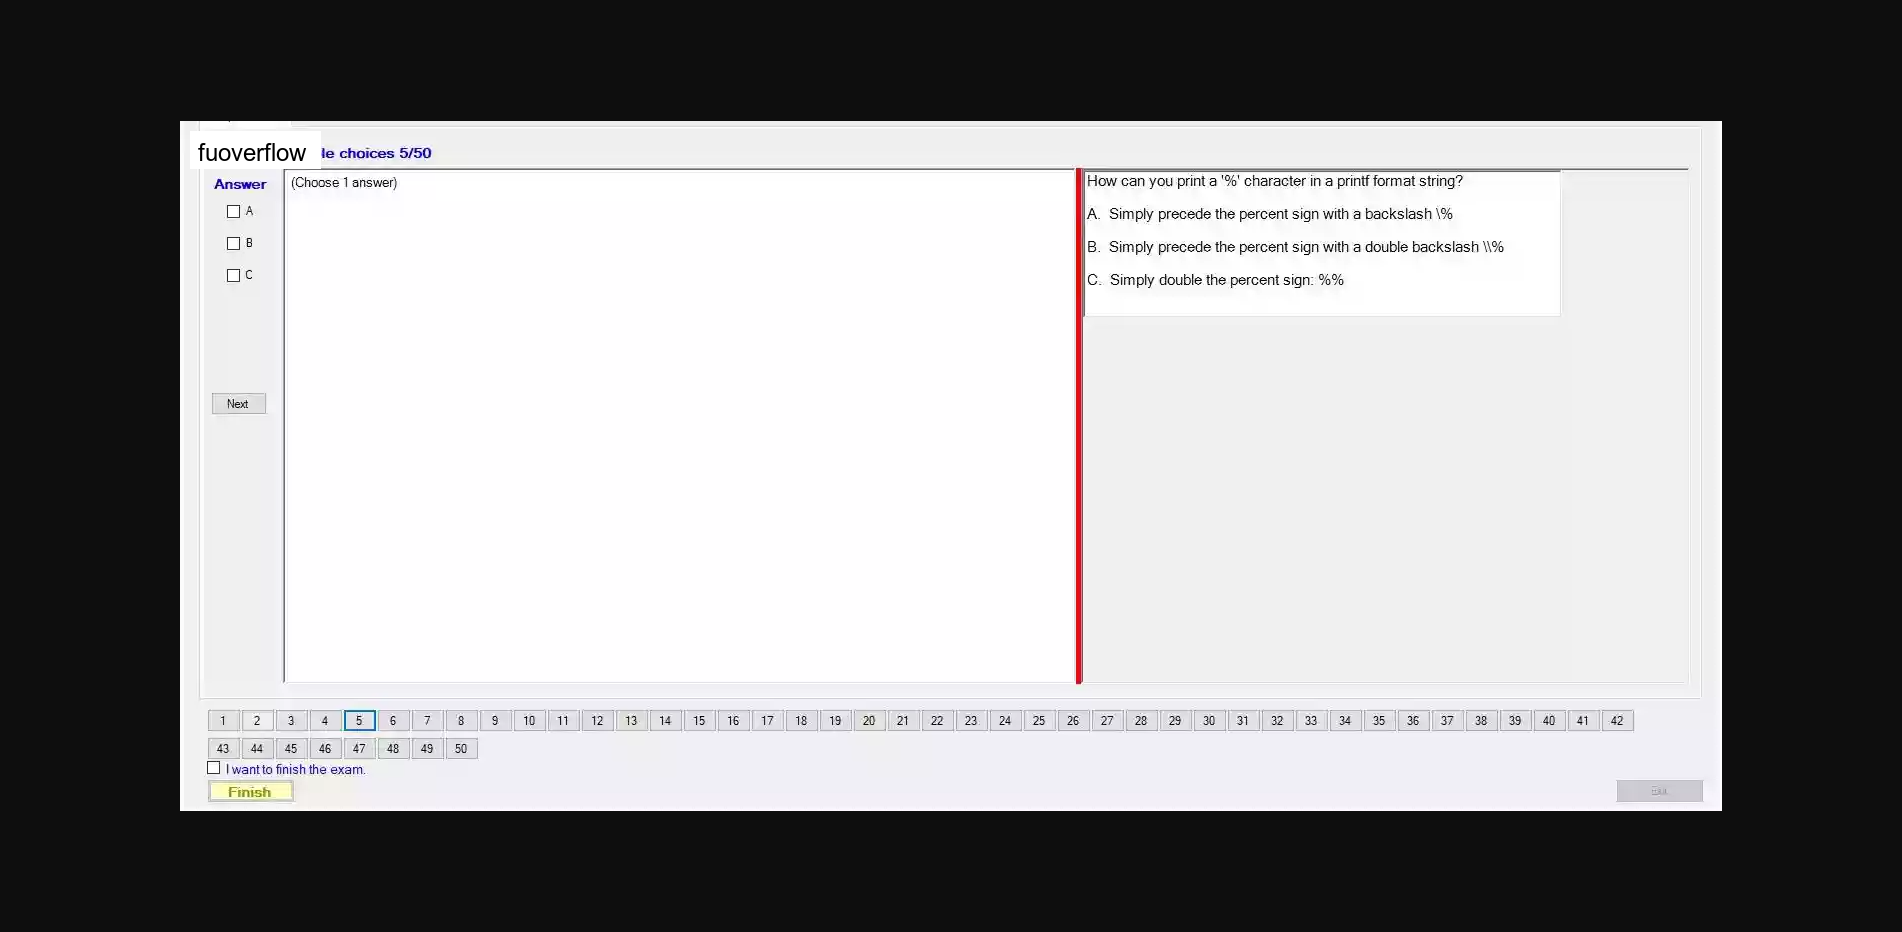 fuoverflow
le choices 5/50
Answer
(Choose 1 answer)
A
B
C
Next
How can you print a '%' character in a printf format string?
A. Simply precede the percent sign with a backslash \%
B. Simply precede the percent sign with a double backslash \\%
C. Simply double the percent sign: %%
1 2 3 4 5 6 7 8 9 10 11 12 13 14 15 16 17 18 19 20 21 22 23 24 25 26 27 28 29 30 31 32 33 34 35 36 37 38 39 40 41 42
43 44 45 46 47 48 49 50
I want to finish the exam.
Finish
Exit